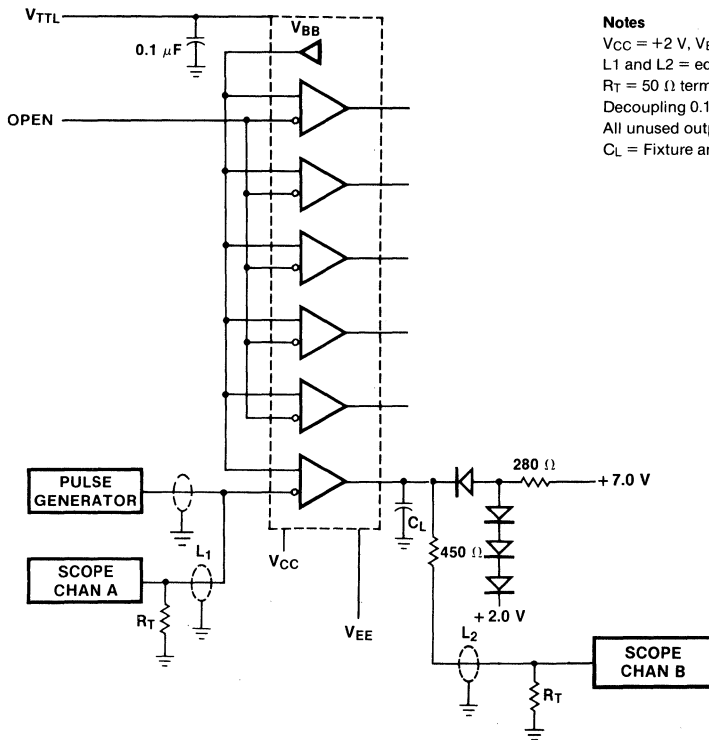 VTTL
0.1 μF
VBB
OPEN
Notes
VCC = +2 V,
L1 and L2 =
RT = 50 Ω
Decoupling 0.1
All unused
CL = Fixture
PULSE
GENERATOR
SCOPE
CHAN A
L1
RT
VCC
VEE
CL
450 Ω
280 Ω
+7.0 V
+2.0 V
L2
RT
SCOPE
CHAN B